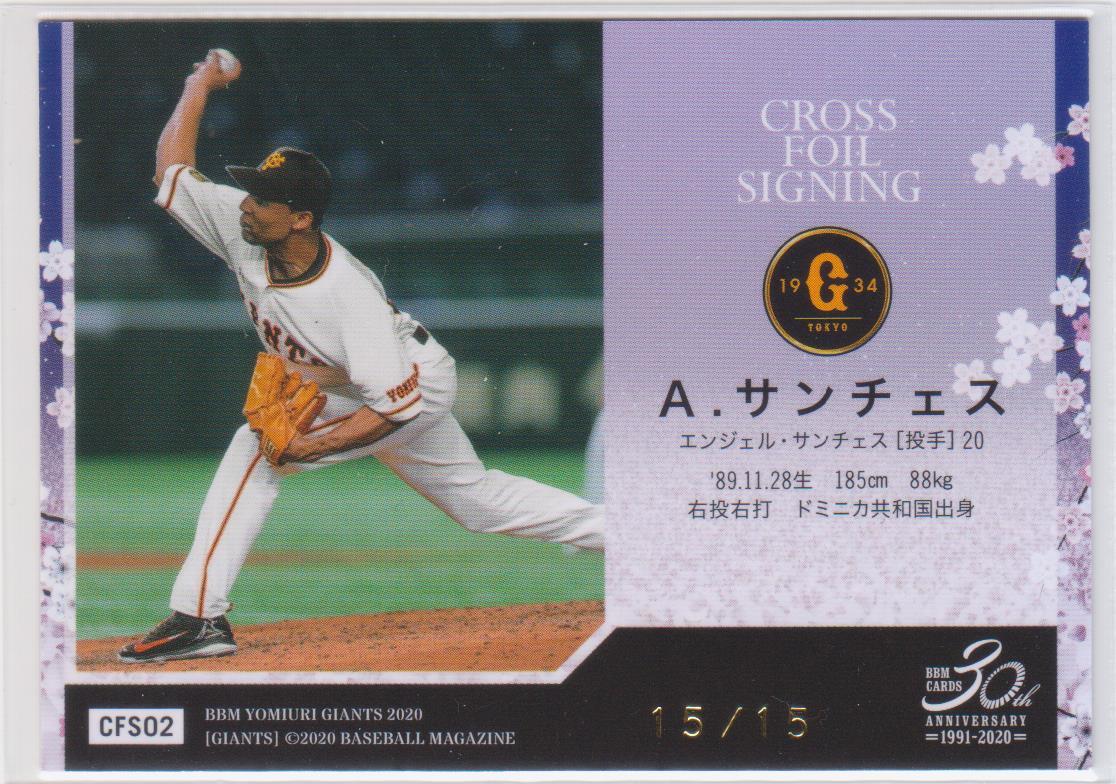 CROSS
FOIL
SIGNING
19 G 34
TOKYO
A.サンチェス
エンジェル・サンチェス [投手] 20
'89.11.28生 185cm 88kg
右投右打 ドミニカ共和国出身
CFS02
BBM YOMIURI GIANTS 2020
[GIANTS] ©2020 BASEBALL MAGAZINE
15/15
BBM
CARDS
30th
ANNIVERSARY
=1991-2020=